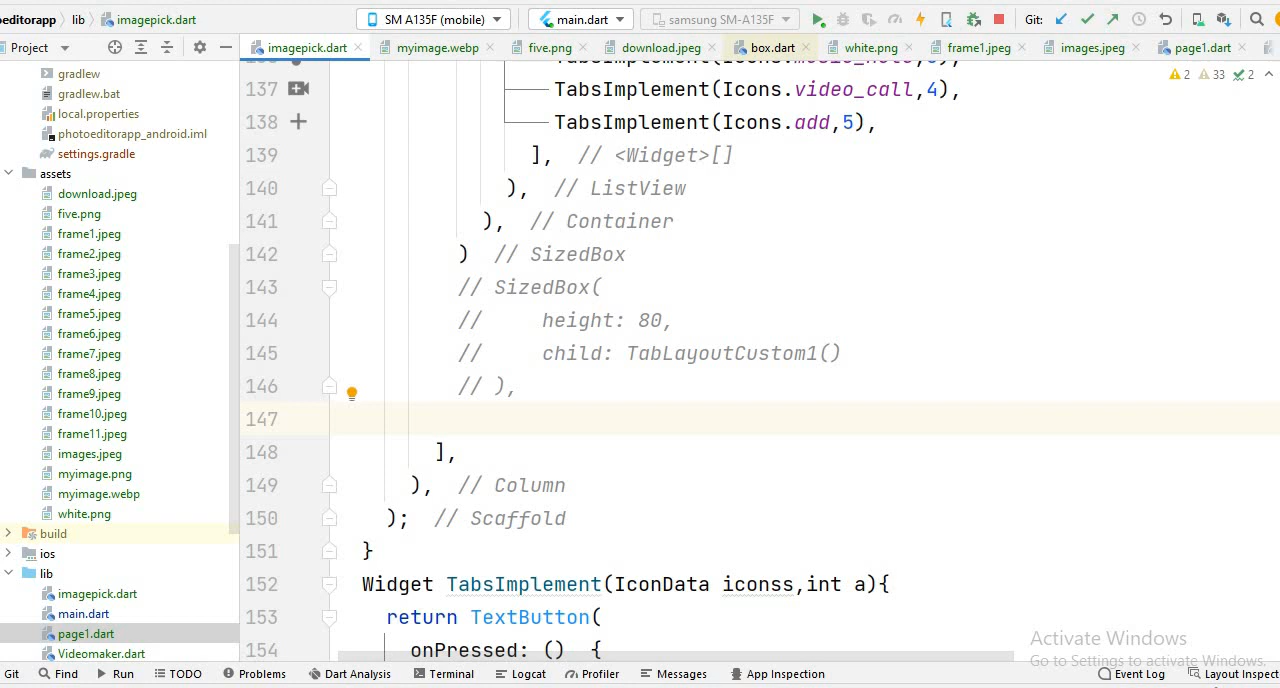 editorapp lib imagepick.dart SM A135F (mobile) main.dart samsung SM-A135F Git:
Project imagepick.dart myimage.webp five.png download.jpeg box.dart white.png frame1.jpeg images.jpeg page1.dart
gradlew
gradlew.bat
local.properties
photoeditorapp_android.iml
settings.gradle
assets
download.jpeg
five.png
frame1.jpeg
frame2.jpeg
frame3.jpeg
frame4.jpeg
frame5.jpeg
frame6.jpeg
frame7.jpeg
frame8.jpeg
frame9.jpeg
frame10.jpeg
frame11.jpeg
images.jpeg
myimage.png
myimage.webp
white.png
build
ios
lib
imagepick.dart
main.dart
page1.dart
Videomaker.dart
2 33 2
137 TabsImplement(Icons.video_call,4),
138 TabsImplement(Icons.add,5),
139 ], // <Widget>[]
140 ), // ListView
141 ), // Container
142 ) // SizedBox
143 // SizedBox(
144 // height: 80,
145 // child: TabLayoutCustom1()
146 // ),
147
148 ],
149 ), // Column
150 ); // Scaffold
151 }
152 Widget TabsImplement(IconData iconss,int a){
153 return TextButton(
154 onPressed: () {
Activate Windows
Go to Settings to activate Windows.
Git Find Run TODO Problems Dart Analysis Terminal Logcat Profiler Messages App Inspection Event Log Layout Inspect